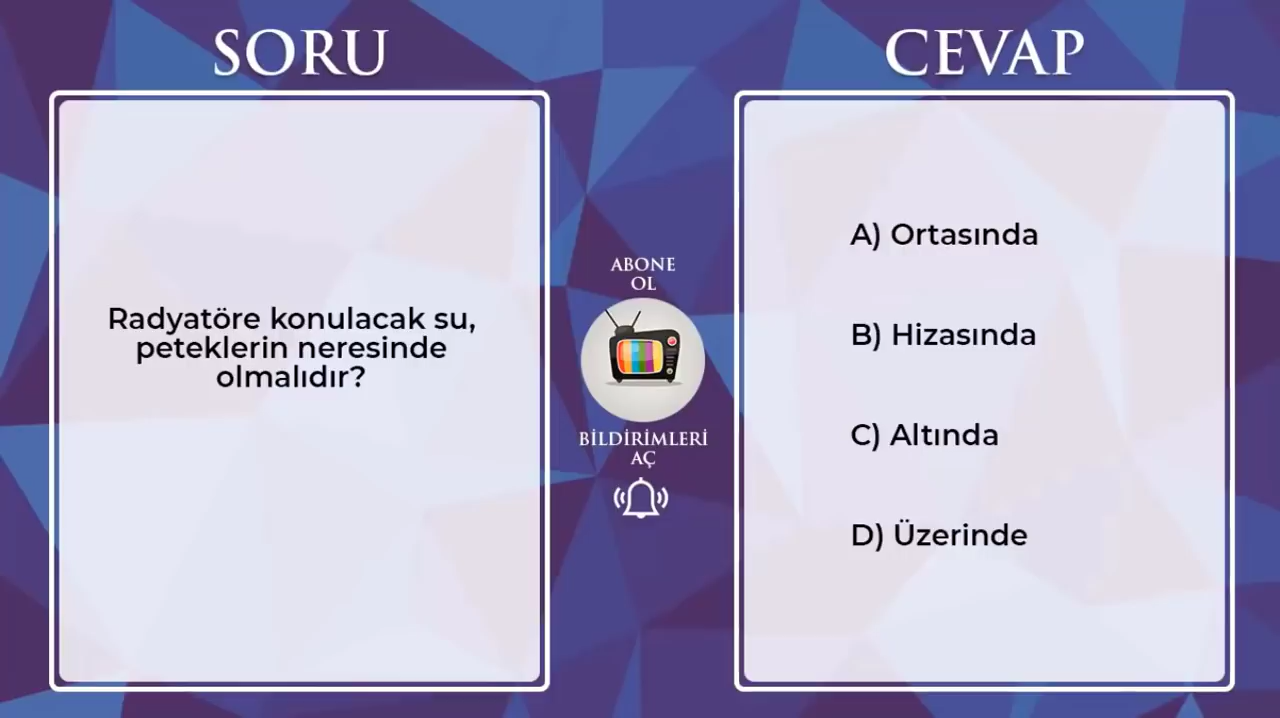 SORU
Radyatöre konulacak su,
peteklerin neresinde
olmalıdır?
ABONE
OL
BİLDİRİMLERİ
AÇ
CEVAP
A) Ortasında
B) Hizasında
C) Altında
D) Üzerinde